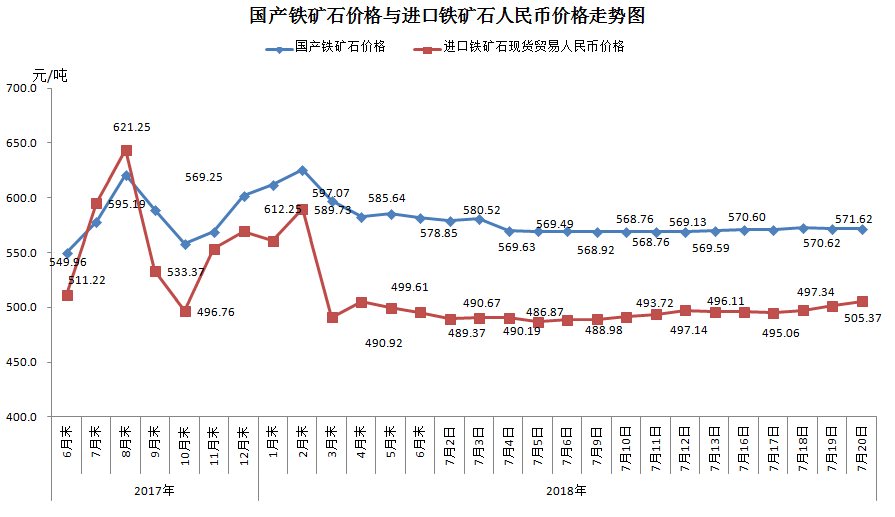 国产铁矿石价格与进口铁矿石人民币价格走势图
国产铁矿石价格 进口铁矿石现货贸易人民币价格
元/吨
700.0
650.0
600.0
550.0
500.0
450.0
400.0
549.96
511.22
595.19
621.25
533.37
569.25
496.76
612.25
597.07
589.73
585.64
490.92
499.61
578.85
489.37
580.52
490.67
569.63
490.19
569.49
486.87
568.92
488.98
568.76
568.76
493.72
569.13
497.14
569.59
496.11
570.60
495.06
570.62
497.34
571.62
505.37
6月末
7月末
8月末
9月末
10月末
11月末
12月末
1月末
2月末
3月末
4月末
5月末
6月末
7月2日
7月3日
7月4日
7月5日
7月6日
7月9日
7月10日
7月11日
7月12日
7月13日
7月16日
7月17日
7月18日
7月19日
7月20日
2017年 2018年